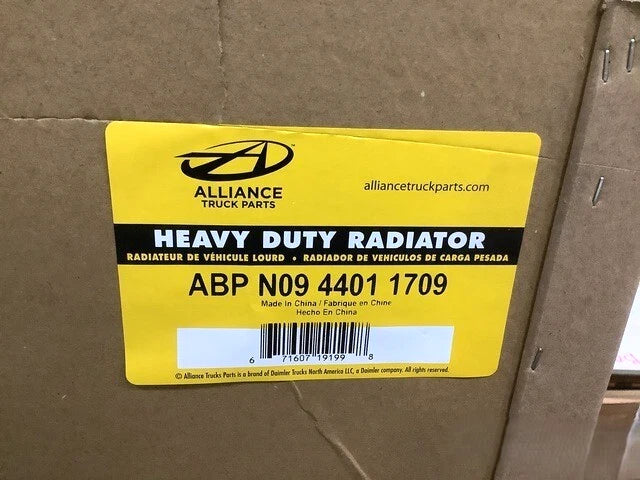 ALLIANCE
TRUCK PARTS
alliancetruckparts.com
HEAVY DUTY RADIATOR
RADIATEUR DE VÉHICULE LOURD • RADIADOR DE VEHICULOS DE CARGA PESADA
ABP N09 4401 1709
Made In China / Fabrique en Chine
Hecho En China
6 71607 19199 8
© Alliance Trucks Parts is a brand of Daimler Trucks North America LLC, a Daimler company. All rights reserved.